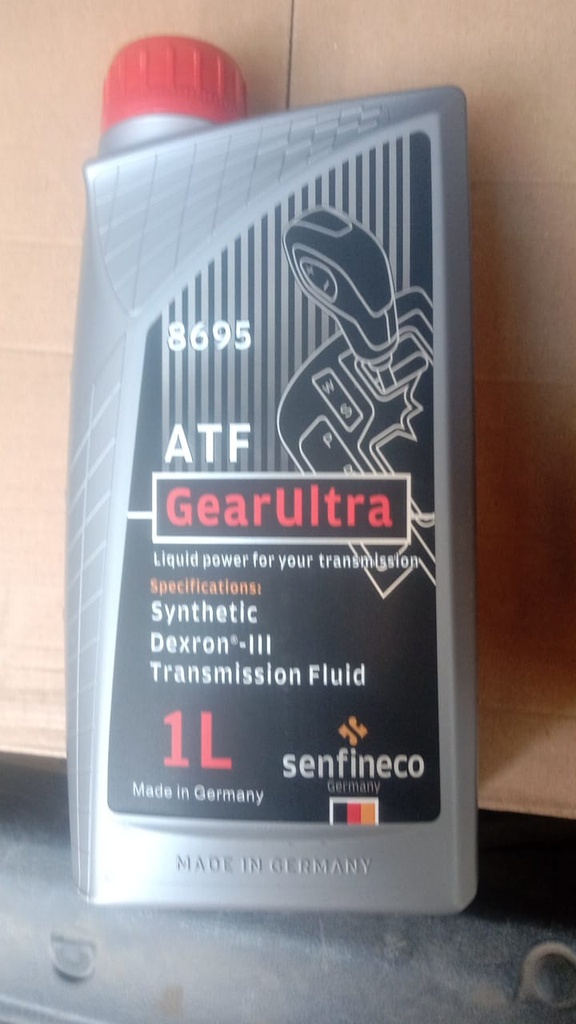 8695
ATF
GearUltra
Liquid power for your transmission
Specifications:
Synthetic
Dexron®-III
Transmission Fluid
1L
senfineco
Germany
Made in Germany
MADE IN GERMANY
W
S
P